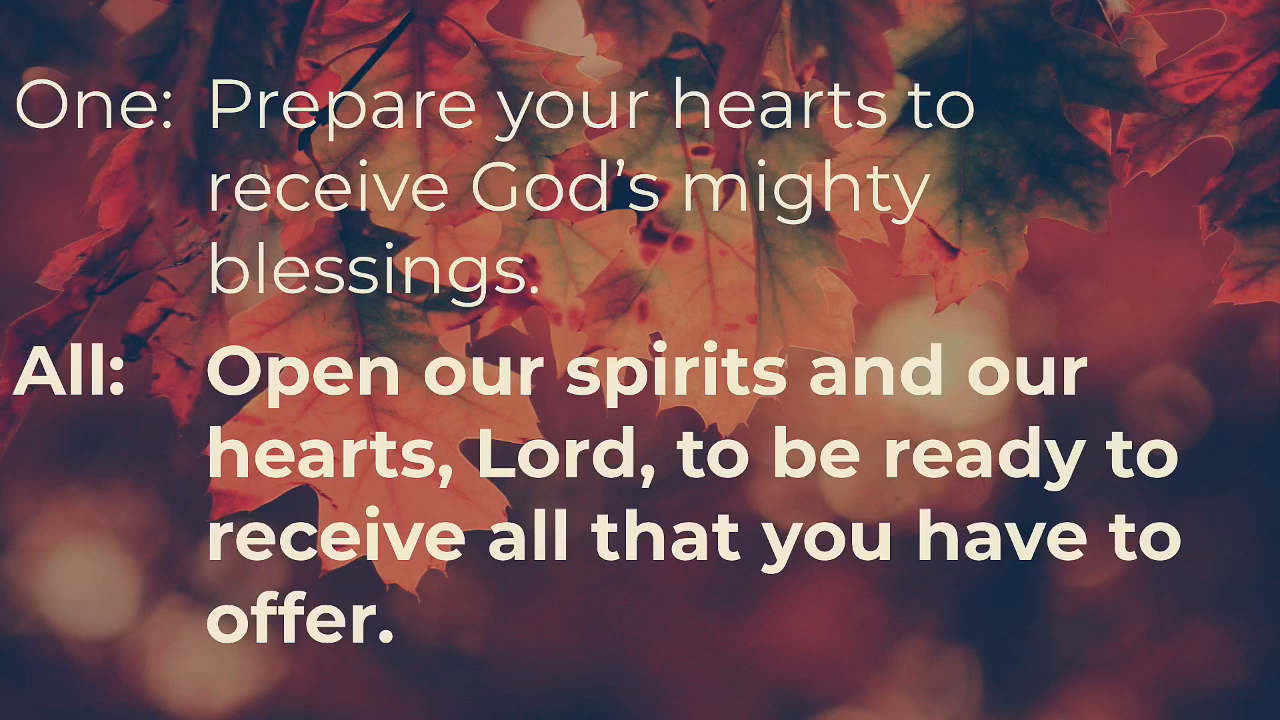 One: Prepare your hearts to
receive God’s mighty
blessings.
All: Open our spirits and our
hearts, Lord, to be ready to
receive all that you have to
offer.